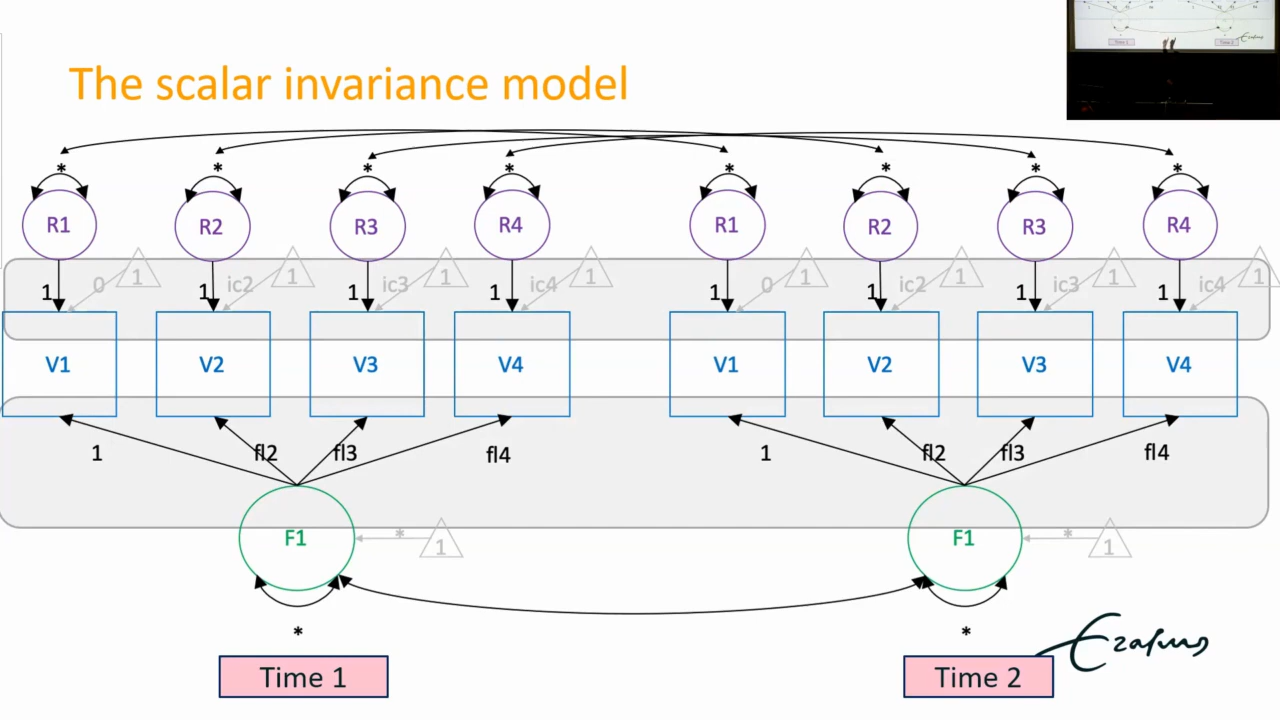 The scalar invariance model
* * * * * * * *
R1 R2 R3 R4 R1 R2 R3 R4
1 0 1 1 ic2 1 1 ic3 1 1 ic4 1 1 0 1 1 ic2 1 1 ic3 1 1 ic4 1
V1 V2 V3 V4 V1 V2 V3 V4
1 fl2 fl3 fl4 1 fl2 fl3 fl4
F1 * 1 F1 * 1
* *
Erasmus
Time 1 Time 2